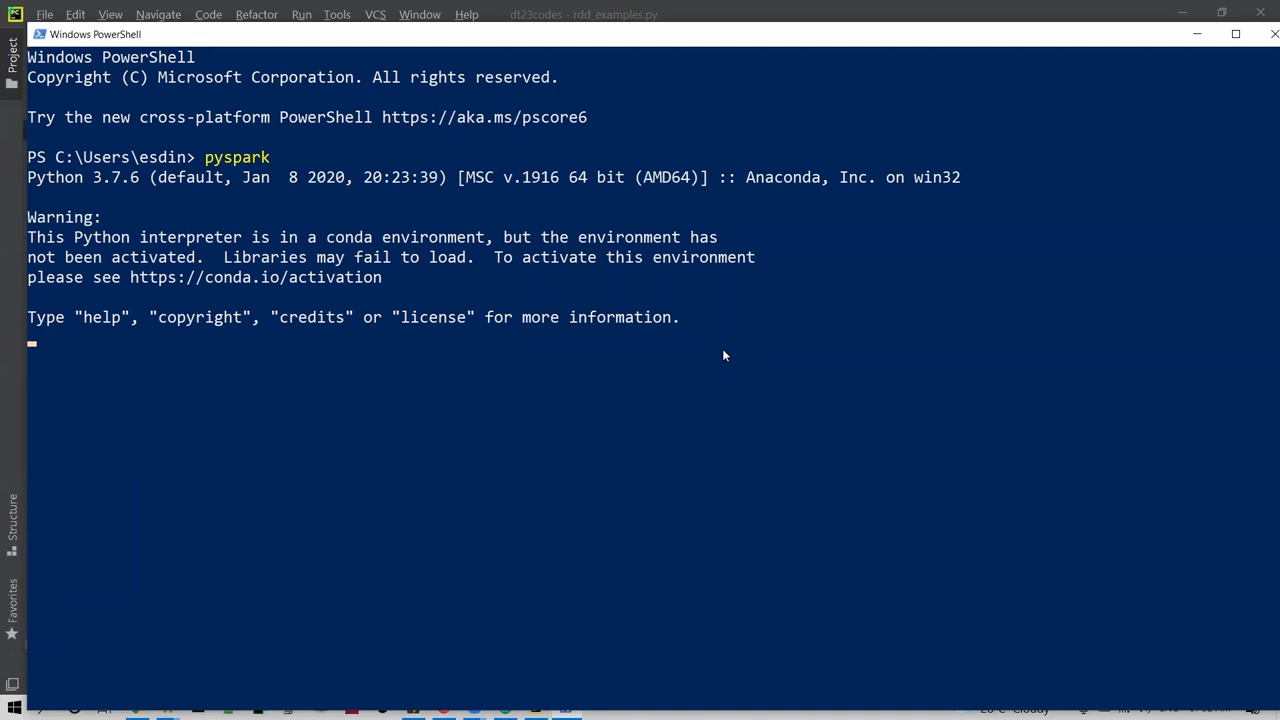 File Edit View Navigate Code Refactor Run Tools VCS Window Help dt23codes - rdd_examples.py
Windows PowerShell
Project
Windows PowerShell
Copyright (C) Microsoft Corporation. All rights reserved.
Try the new cross-platform PowerShell https://aka.ms/pscore6
PS C:\Users\esdin> pyspark
Python 3.7.6 (default, Jan  8 2020, 20:23:39) [MSC v.1916 64 bit (AMD64)] :: Anaconda, Inc. on win32
Warning:
This Python interpreter is in a conda environment, but the environment has
not been activated.  Libraries may fail to load.  To activate this environment
please see https://conda.io/activation
Type "help", "copyright", "credits" or "license" for more information.
Structure
Favorites